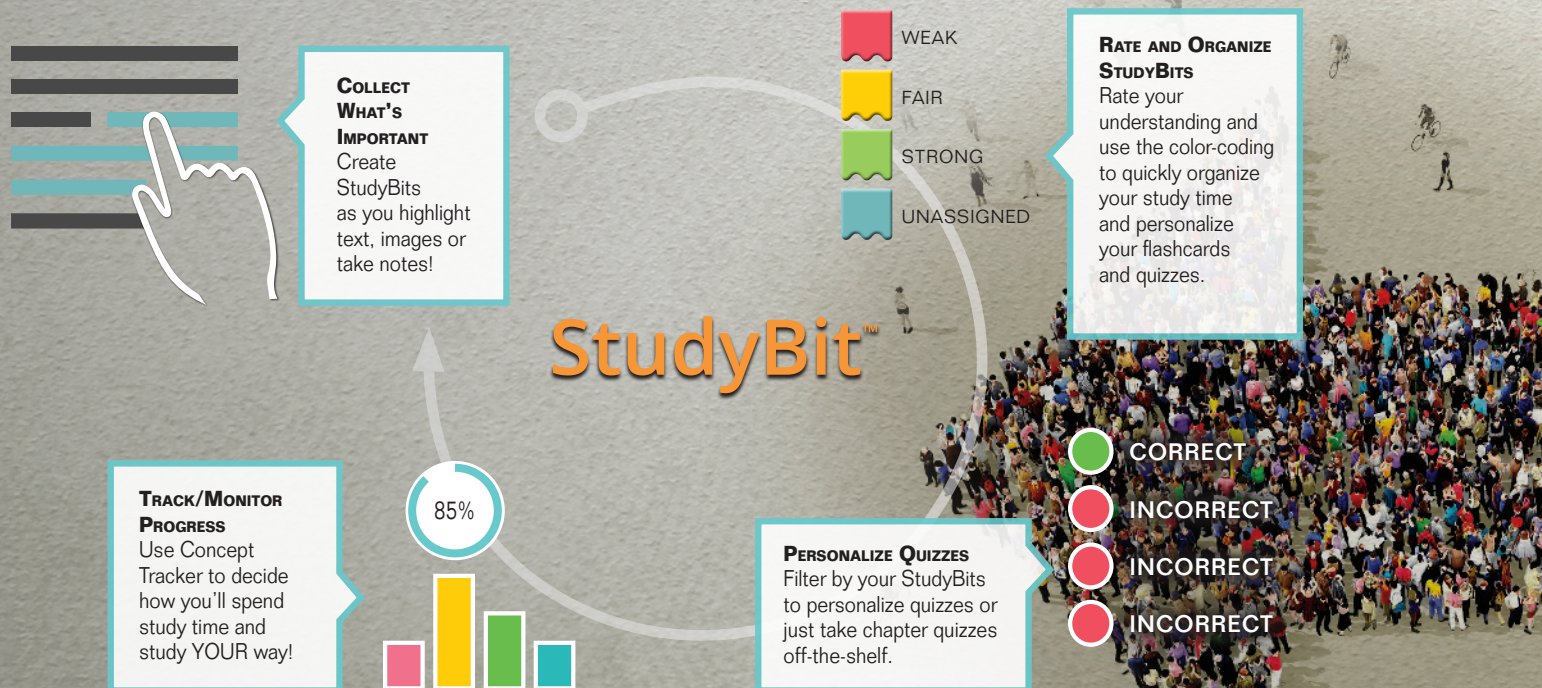 COLLECT
WHAT'S
IMPORTANT
Create
StudyBits
as you highlight
text, images or
take notes!
WEAK
FAIR
STRONG
UNASSIGNED
RATE AND ORGANIZE
STUDYBITS
Rate your
understanding and
use the color-coding
to quickly organize
your study time
and personalize
your flashcards
and quizzes.
StudyBit™
TRACK/MONITOR
PROGRESS
Use Concept
Tracker to decide
how you'll spend
study time and
study YOUR way!
85%
PERSONALIZE QUIZZES
Filter by your StudyBits
to personalize quizzes or
just take chapter quizzes
off-the-shelf.
CORRECT
INCORRECT
INCORRECT
INCORRECT